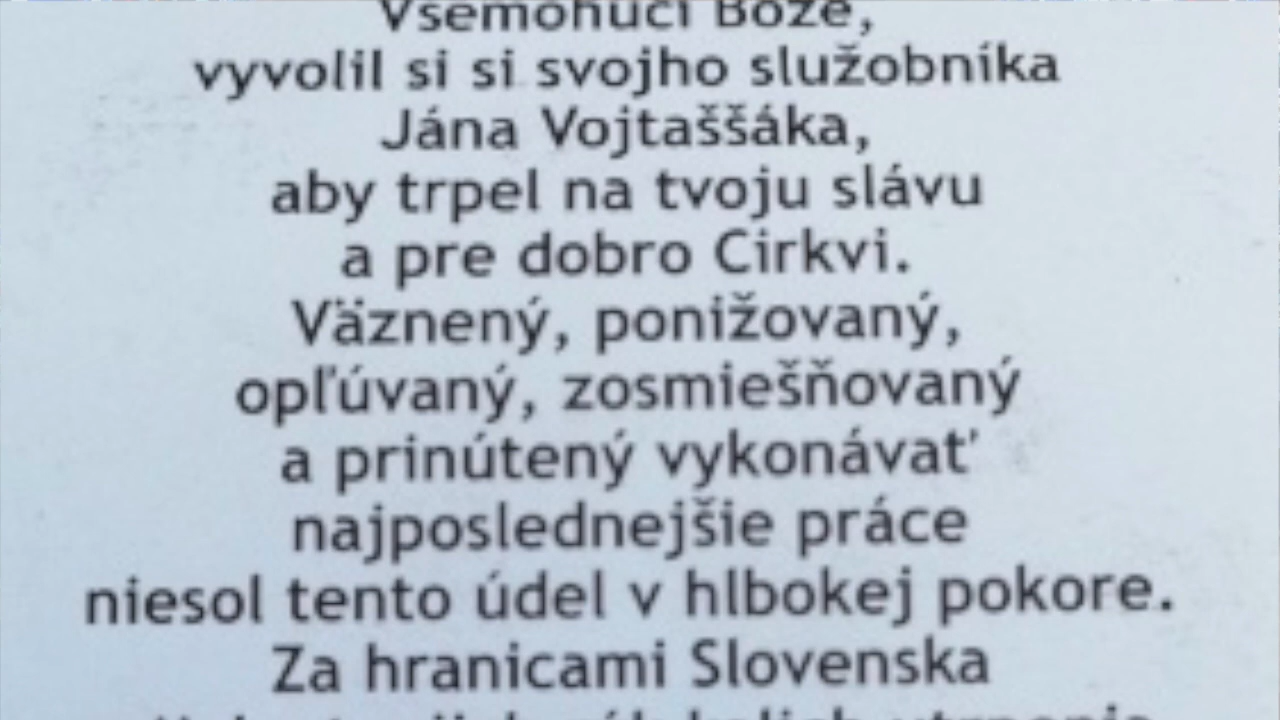 Všemohúci Bože,
vyvolil si si svojho služobníka
Jána Vojtaššáka,
aby trpel na tvoju slávu
a pre dobro Cirkvi.
Väznený, ponižovaný,
opľúvaný, zosmiešňovaný
a prinútený vykonávať
najposlednejšie práce
niesol tento údel v hlbokej pokore.
Za hranicami Slovenska